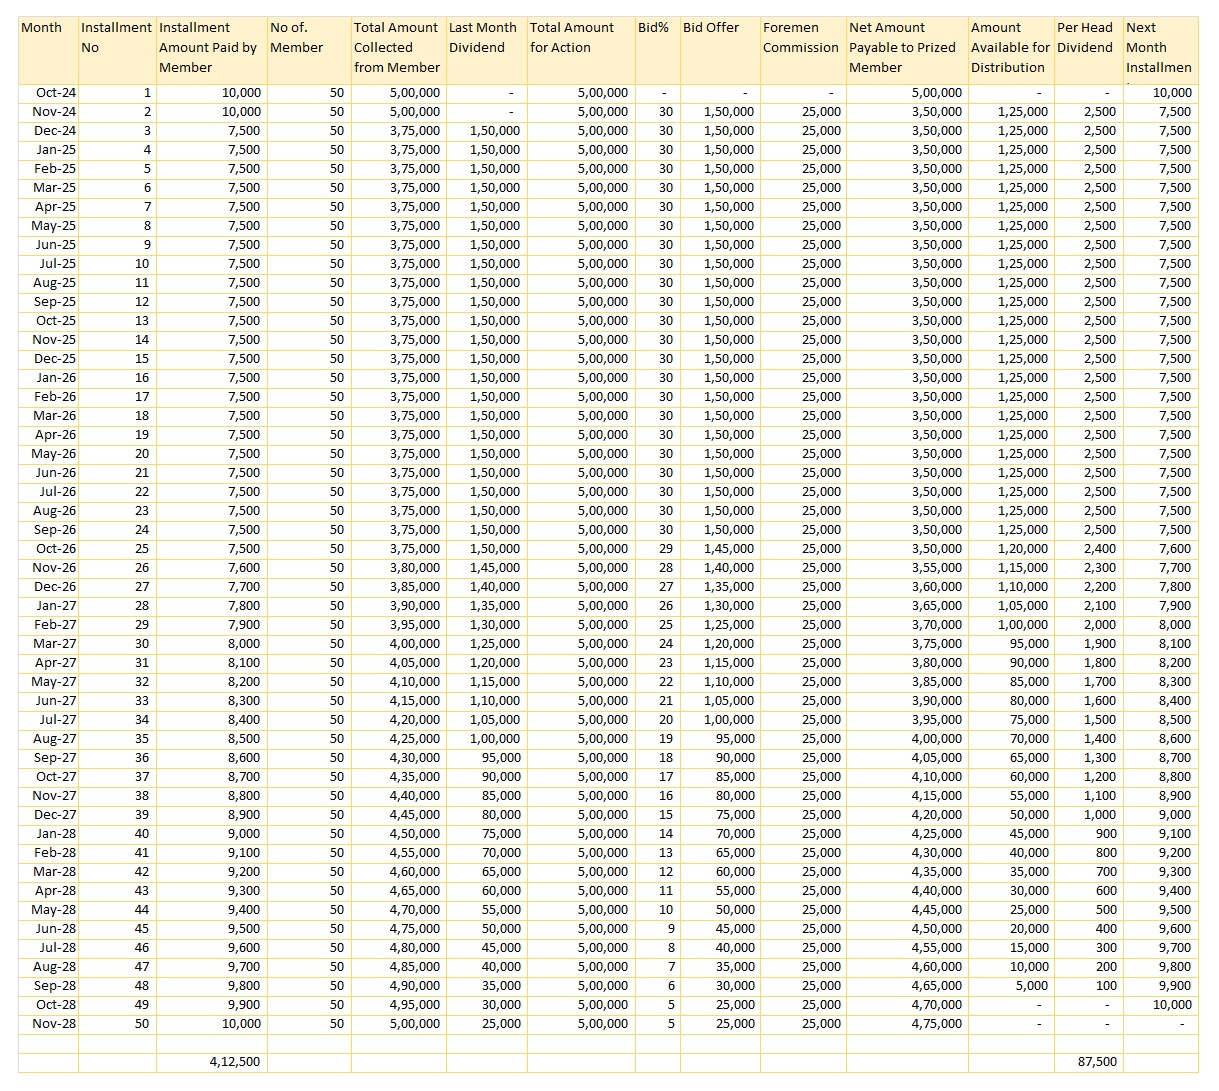 Month Installment No Installment Amount Paid by Member No of. Member Total Amount Collected from Member Last Month Dividend Total Amount for Action Bid% Bid Offer Foremen Commission Net Amount Payable to Prized Member Amount Available for Distribution Per Head Dividend Next Month Installmen
Oct-24 1 10,000 50 5,00,000 - 5,00,000 - - - 5,00,000 - - 10,000
Nov-24 2 10,000 50 5,00,000 - 5,00,000 30 1,50,000 25,000 3,50,000 1,25,000 2,500 7,500
Dec-24 3 7,500 50 3,75,000 1,50,000 5,00,000 30 1,50,000 25,000 3,50,000 1,25,000 2,500 7,500
Jan-25 4 7,500 50 3,75,000 1,50,000 5,00,000 30 1,50,000 25,000 3,50,000 1,25,000 2,500 7,500
Feb-25 5 7,500 50 3,75,000 1,50,000 5,00,000 30 1,50,000 25,000 3,50,000 1,25,000 2,500 7,500
Mar-25 6 7,500 50 3,75,000 1,50,000 5,00,000 30 1,50,000 25,000 3,50,000 1,25,000 2,500 7,500
Apr-25 7 7,500 50 3,75,000 1,50,000 5,00,000 30 1,50,000 25,000 3,50,000 1,25,000 2,500 7,500
May-25 8 7,500 50 3,75,000 1,50,000 5,00,000 30 1,50,000 25,000 3,50,000 1,25,000 2,500 7,500
Jun-25 9 7,500 50 3,75,000 1,50,000 5,00,000 30 1,50,000 25,000 3,50,000 1,25,000 2,500 7,500
Jul-25 10 7,500 50 3,75,000 1,50,000 5,00,000 30 1,50,000 25,000 3,50,000 1,25,000 2,500 7,500
Aug-25 11 7,500 50 3,75,000 1,50,000 5,00,000 30 1,50,000 25,000 3,50,000 1,25,000 2,500 7,500
Sep-25 12 7,500 50 3,75,000 1,50,000 5,00,000 30 1,50,000 25,000 3,50,000 1,25,000 2,500 7,500
Oct-25 13 7,500 50 3,75,000 1,50,000 5,00,000 30 1,50,000 25,000 3,50,000 1,25,000 2,500 7,500
Nov-25 14 7,500 50 3,75,000 1,50,000 5,00,000 30 1,50,000 25,000 3,50,000 1,25,000 2,500 7,500
Dec-25 15 7,500 50 3,75,000 1,50,000 5,00,000 30 1,50,000 25,000 3,50,000 1,25,000 2,500 7,500
Jan-26 16 7,500 50 3,75,000 1,50,000 5,00,000 30 1,50,000 25,000 3,50,000 1,25,000 2,500 7,500
Feb-26 17 7,500 50 3,75,000 1,50,000 5,00,000 30 1,50,000 25,000 3,50,000 1,25,000 2,500 7,500
Mar-26 18 7,500 50 3,75,000 1,50,000 5,00,000 30 1,50,000 25,000 3,50,000 1,25,000 2,500 7,500
Apr-26 19 7,500 50 3,75,000 1,50,000 5,00,000 30 1,50,000 25,000 3,50,000 1,25,000 2,500 7,500
May-26 20 7,500 50 3,75,000 1,50,000 5,00,000 30 1,50,000 25,000 3,50,000 1,25,000 2,500 7,500
Jun-26 21 7,500 50 3,75,000 1,50,000 5,00,000 30 1,50,000 25,000 3,50,000 1,25,000 2,500 7,500
Jul-26 22 7,500 50 3,75,000 1,50,000 5,00,000 30 1,50,000 25,000 3,50,000 1,25,000 2,500 7,500
Aug-26 23 7,500 50 3,75,000 1,50,000 5,00,000 30 1,50,000 25,000 3,50,000 1,25,000 2,500 7,500
Sep-26 24 7,500 50 3,75,000 1,50,000 5,00,000 30 1,50,000 25,000 3,50,000 1,25,000 2,500 7,500
Oct-26 25 7,500 50 3,75,000 1,50,000 5,00,000 29 1,45,000 25,000 3,50,000 1,20,000 2,400 7,600
Nov-26 26 7,600 50 3,80,000 1,45,000 5,00,000 28 1,40,000 25,000 3,55,000 1,15,000 2,300 7,700
Dec-26 27 7,700 50 3,85,000 1,40,000 5,00,000 27 1,35,000 25,000 3,60,000 1,10,000 2,200 7,800
Jan-27 28 7,800 50 3,90,000 1,35,000 5,00,000 26 1,30,000 25,000 3,65,000 1,05,000 2,100 7,900
Feb-27 29 7,900 50 3,95,000 1,30,000 5,00,000 25 1,25,000 25,000 3,70,000 1,00,000 2,000 8,000
Mar-27 30 8,000 50 4,00,000 1,25,000 5,00,000 24 1,20,000 25,000 3,75,000 95,000 1,900 8,100
Apr-27 31 8,100 50 4,05,000 1,20,000 5,00,000 23 1,15,000 25,000 3,80,000 90,000 1,800 8,200
May-27 32 8,200 50 4,10,000 1,15,000 5,00,000 22 1,10,000 25,000 3,85,000 85,000 1,700 8,300
Jun-27 33 8,300 50 4,15,000 1,10,000 5,00,000 21 1,05,000 25,000 3,90,000 80,000 1,600 8,400
Jul-27 34 8,400 50 4,20,000 1,05,000 5,00,000 20 1,00,000 25,000 3,95,000 75,000 1,500 8,500
Aug-27 35 8,500 50 4,25,000 1,00,000 5,00,000 19 95,000 25,000 4,00,000 70,000 1,400 8,600
Sep-27 36 8,600 50 4,30,000 95,000 5,00,000 18 90,000 25,000 4,05,000 65,000 1,300 8,700
Oct-27 37 8,700 50 4,35,000 90,000 5,00,000 17 85,000 25,000 4,10,000 60,000 1,200 8,800
Nov-27 38 8,800 50 4,40,000 85,000 5,00,000 16 80,000 25,000 4,15,000 55,000 1,100 8,900
Dec-27 39 8,900 50 4,45,000 80,000 5,00,000 15 75,000 25,000 4,20,000 50,000 1,000 9,000
Jan-28 40 9,000 50 4,50,000 75,000 5,00,000 14 70,000 25,000 4,25,000 45,000 900 9,100
Feb-28 41 9,100 50 4,55,000 70,000 5,00,000 13 65,000 25,000 4,30,000 40,000 800 9,200
Mar-28 42 9,200 50 4,60,000 65,000 5,00,000 12 60,000 25,000 4,35,000 35,000 700 9,300
Apr-28 43 9,300 50 4,65,000 60,000 5,00,000 11 55,000 25,000 4,40,000 30,000 600 9,400
May-28 44 9,400 50 4,70,000 55,000 5,00,000 10 50,000 25,000 4,45,000 25,000 500 9,500
Jun-28 45 9,500 50 4,75,000 50,000 5,00,000 9 45,000 25,000 4,50,000 20,000 400 9,600
Jul-28 46 9,600 50 4,80,000 45,000 5,00,000 8 40,000 25,000 4,55,000 15,000 300 9,700
Aug-28 47 9,700 50 4,85,000 40,000 5,00,000 7 35,000 25,000 4,60,000 10,000 200 9,800
Sep-28 48 9,800 50 4,90,000 35,000 5,00,000 6 30,000 25,000 4,65,000 5,000 100 9,900
Oct-28 49 9,900 50 4,95,000 30,000 5,00,000 5 25,000 25,000 4,70,000 - - 10,000
Nov-28 50 10,000 50 5,00,000 25,000 5,00,000 5 25,000 25,000 4,75,000 - - -
4,12,500 87,500